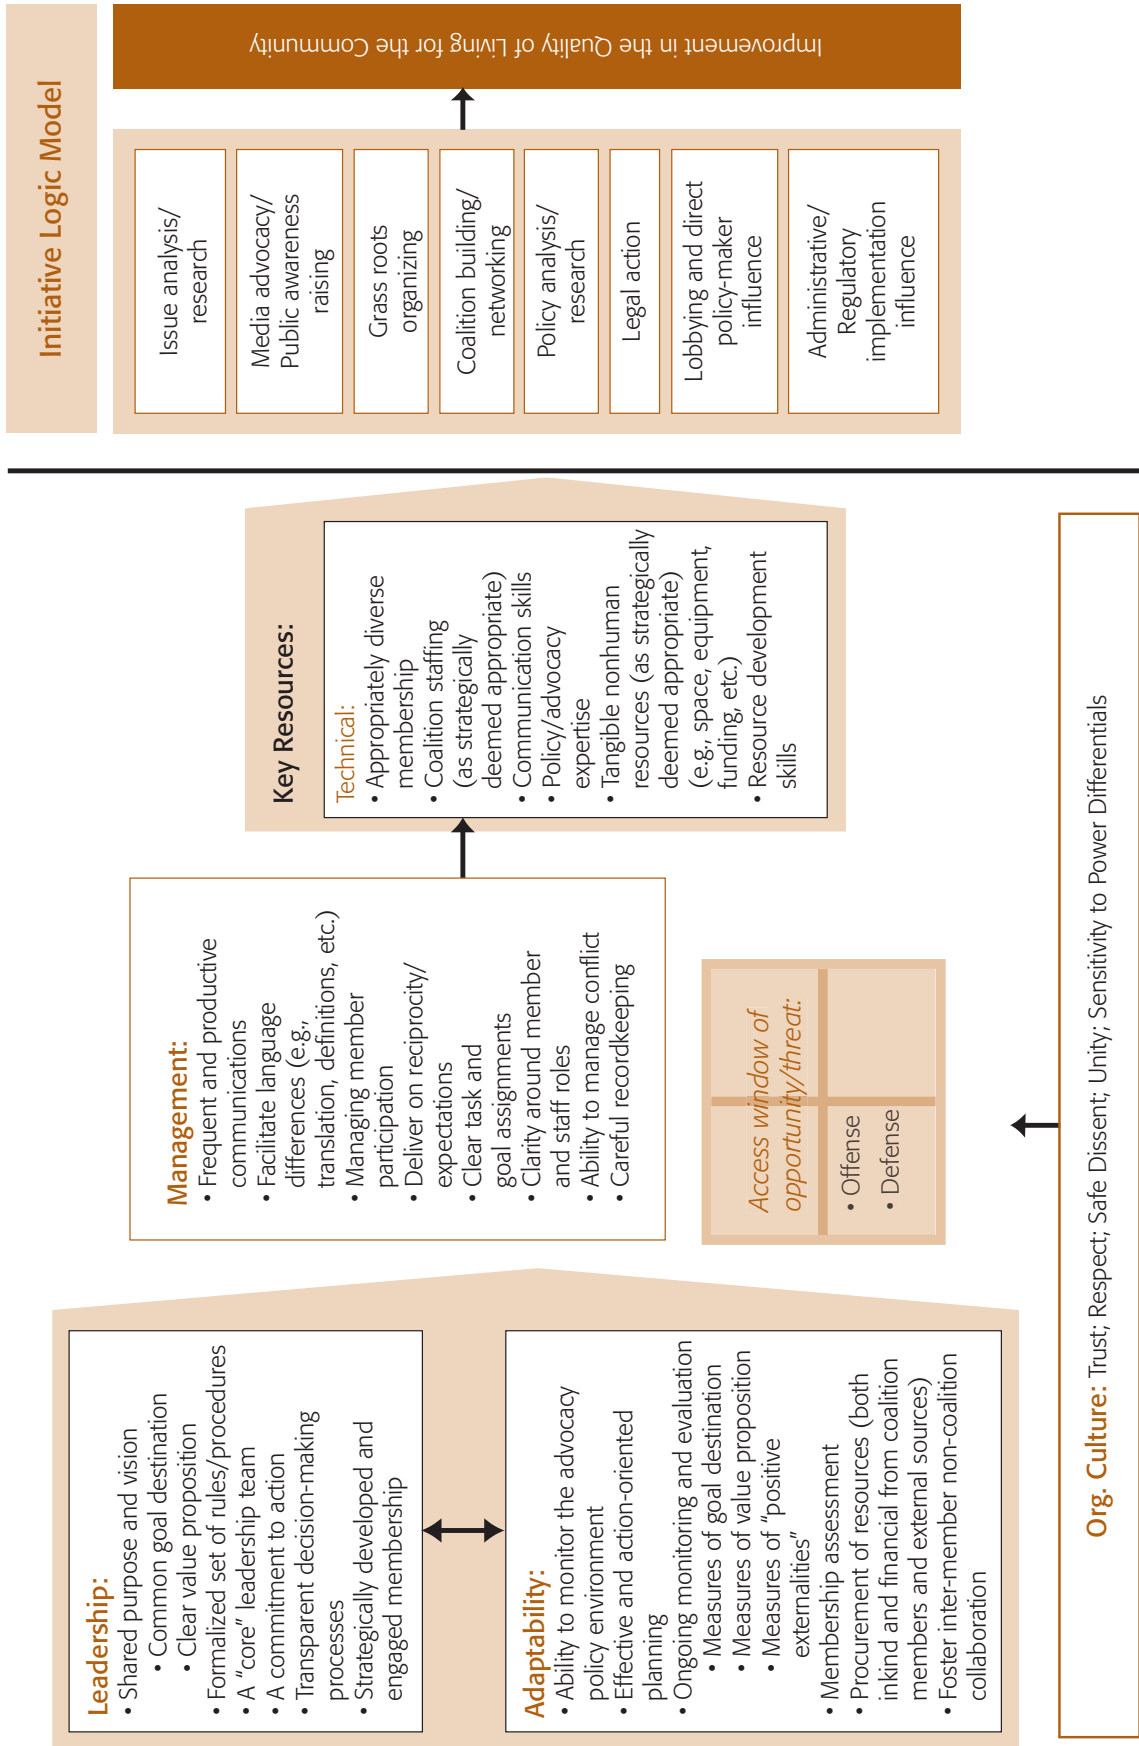 Leadership:
• Shared purpose and vision
• Common goal destination
• Clear value proposition
• Formalized set of rules/procedures
• A “core” leadership team
• A commitment to action
• Transparent decision-making
processes
• Strategically developed and
engaged membership
Adaptability:
• Ability to monitor the advocacy
policy environment
• Effective and action-oriented
planning
• Ongoing monitoring and evaluation
• Measures of goal destination
• Measures of value proposition
• Measures of “positive
externalities”
• Membership assessment
• Procurement of resources (both
inkind and financial from coalition
members and external sources)
• Foster inter-member non-coalition
collaboration
Management:
• Frequent and productive
communications
• Facilitate language
differences (e.g.,
translation, definitions, etc.)
• Managing member
participation
• Deliver on reciprocity/
expectations
• Clear task and
goal assignments
• Clarity around member
and staff roles
• Ability to manage conflict
• Careful recordkeeping
Access window of
opportunity/threat:
• Offense
• Defense
Key Resources:
Technical:
• Appropriately diverse
membership
• Coalition staffing
(as strategically
deemed appropriate)
• Communication skills
• Policy/advocacy
expertise
• Tangible nonhuman
resources (as strategically
deemed appropriate)
(e.g., space, equipment,
funding, etc.)
• Resource development
skills
Initiative Logic Model
Issue analysis/
research
Media advocacy/
Public awareness
raising
Grass roots
organizing
Coalition building/
networking
Policy analysis/
research
Legal action
Lobbying and direct
policy-maker
influence
Administrative/
Regulatory
implementation
influence
Improvement in the Quality of Living for the Community
Org. Culture: Trust; Respect; Safe Dissent; Unity; Sensitivity to Power Differentials